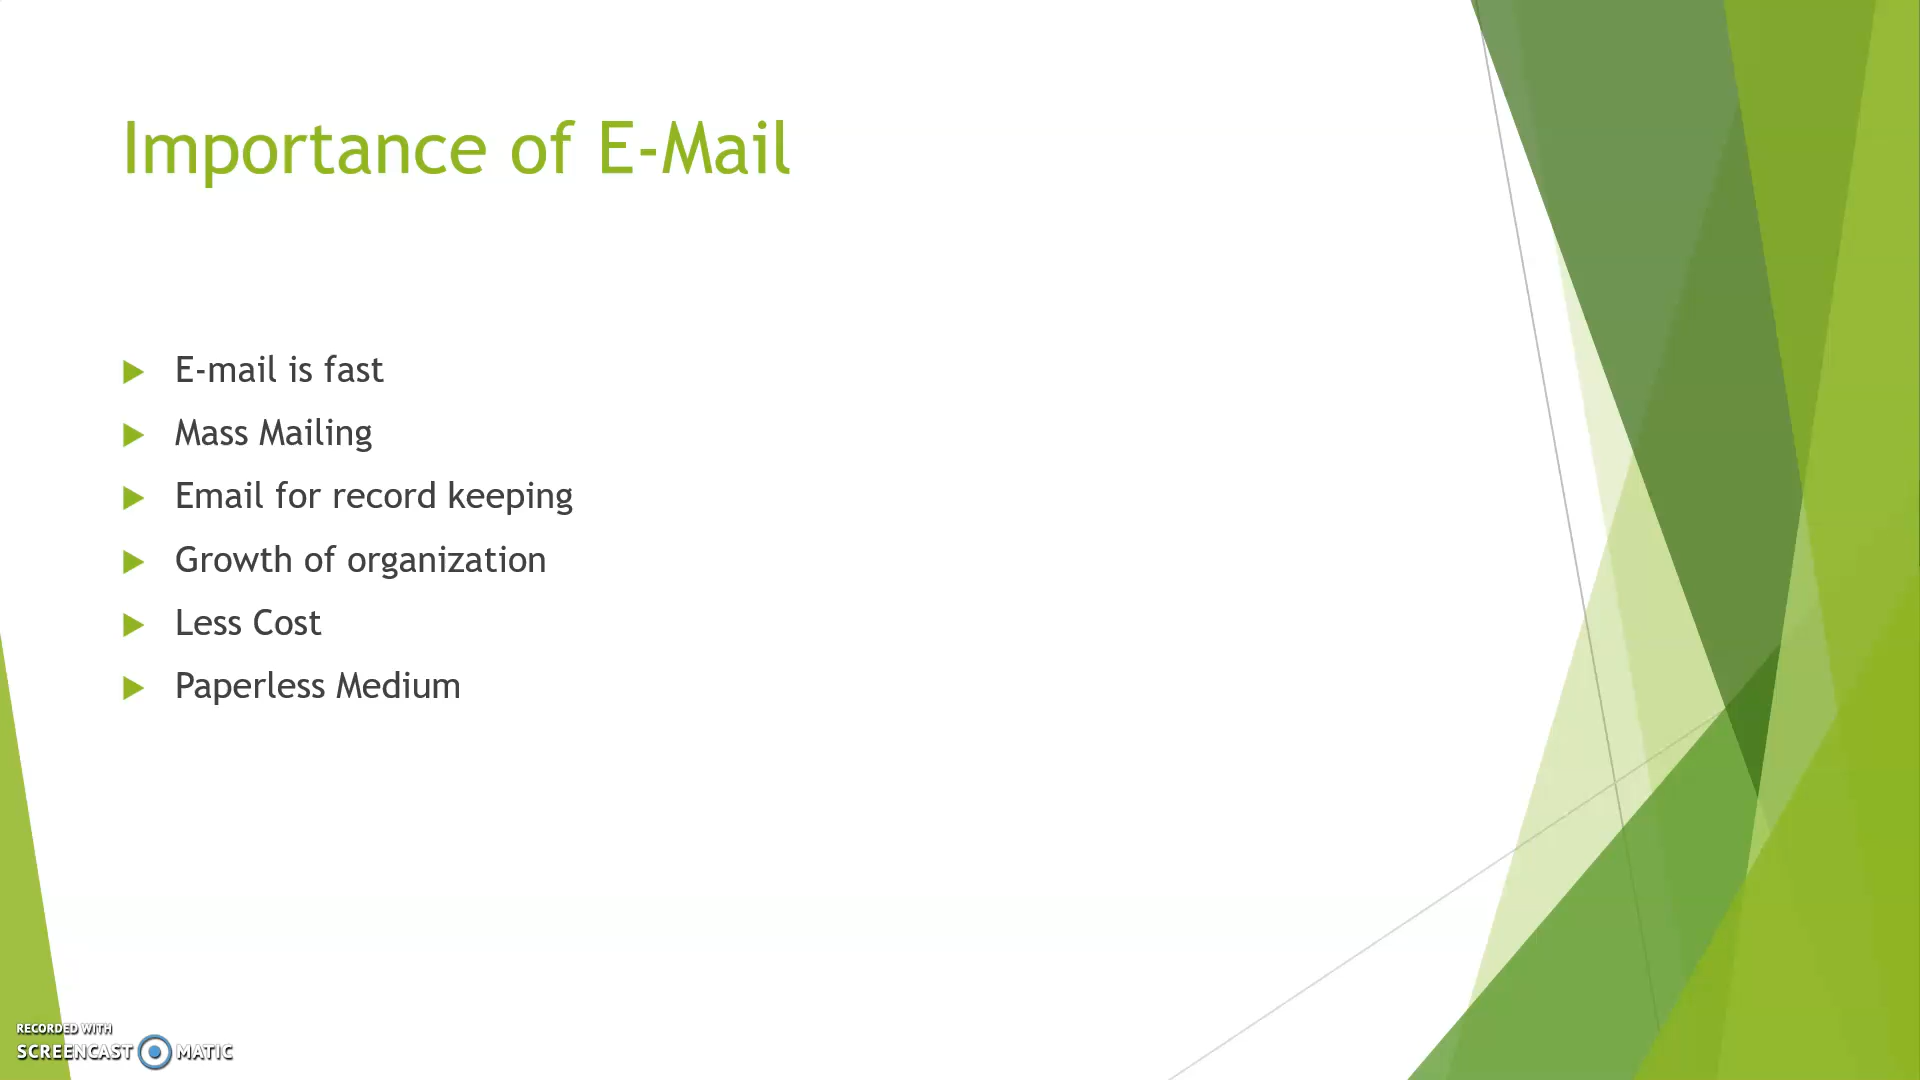 Importance of E-Mail
E-mail is fast
Mass Mailing
Email for record keeping
Growth of organization
Less Cost
Paperless Medium
RECORDED WITH
SCREENCAST MATIC